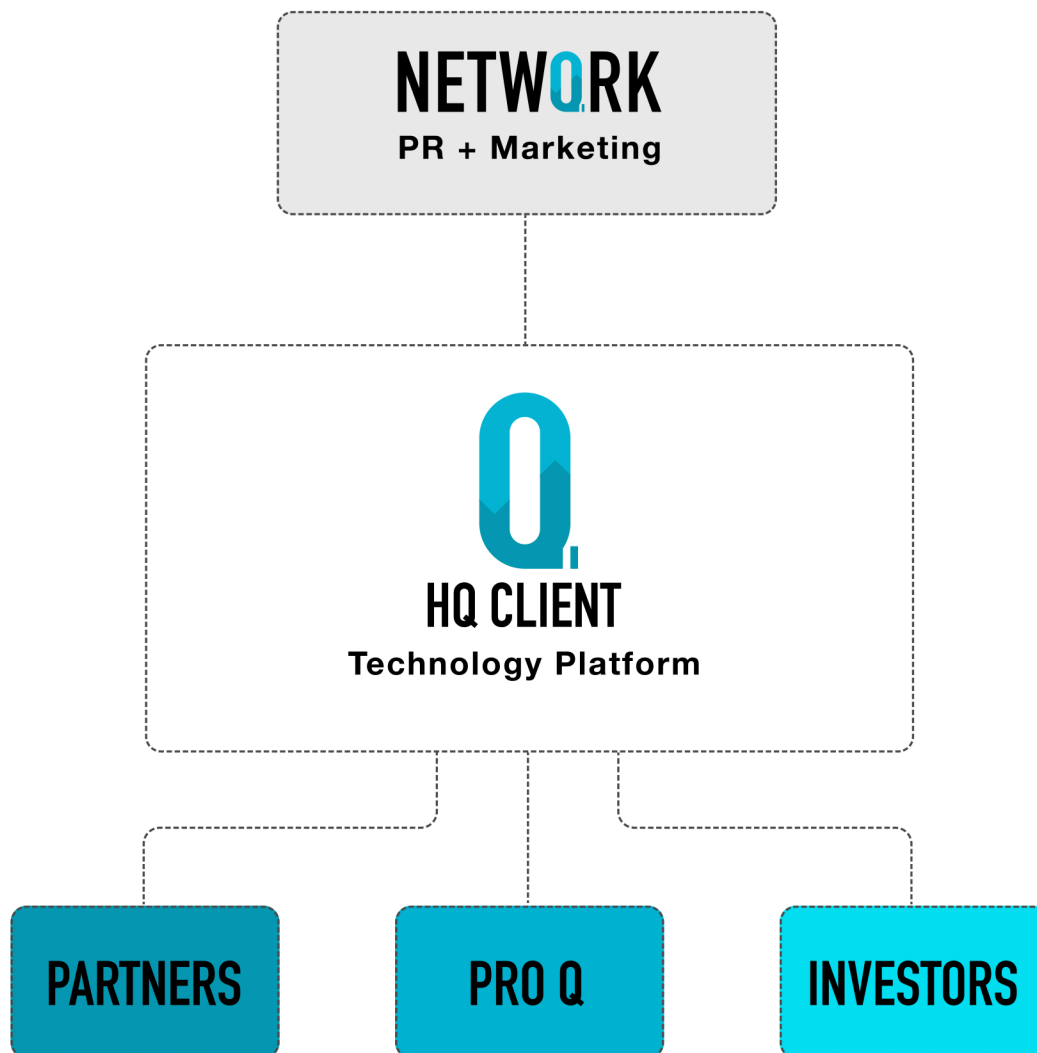 NETWQRK
PR + Marketing
Q
HQ CLIENT
Technology Platform
PARTNERS
PRO Q
INVESTORS